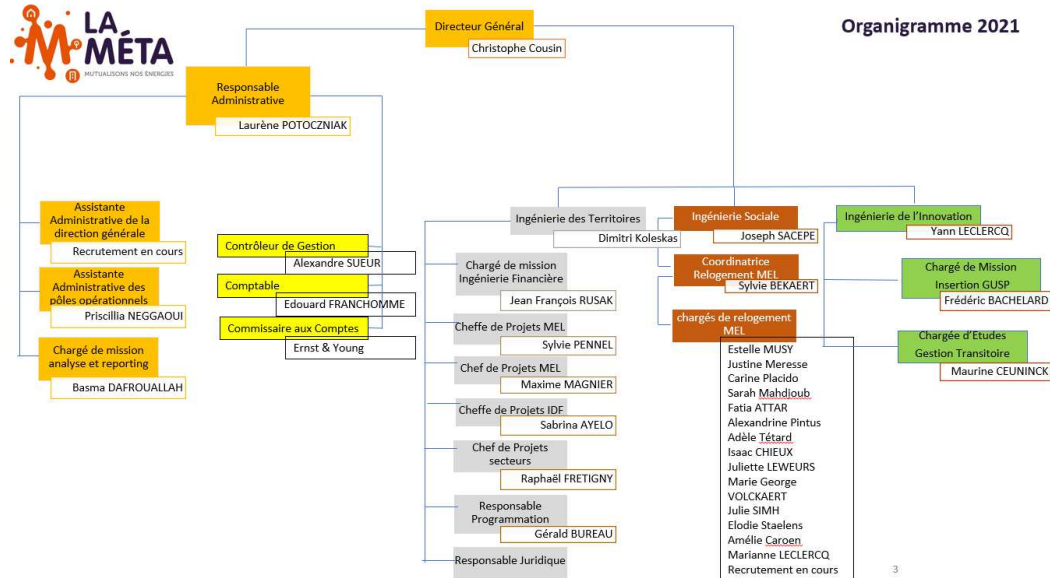 LA
MÉTA
MUTUALISONS NOS ÉNERGIES
Organigramme 2021
Directeur Général
Christophe Cousin
Responsable
Administrative
Laurène POTOCZNIAK
Assistante
Administrative de la
direction générale
Recrutement en cours
Assistante
Administrative des
pôles opérationnels
Priscillia NEGGAOUI
Chargé de mission
analyse et reporting
Basma DAFROUALLAH
Contrôleur de Gestion
Alexandre SUEUR
Comptable
Edouard FRANCHOMME
Commissaire aux Comptes
Ernst & Young
Ingénierie des Territoires
Dimitri Koleskas
Chargé de mission
Ingénierie Financière
Jean François RUSAK
Cheffe de Projets MEL
Sylvie PENNEL
Chef de Projets MEL
Maxime MAGNIER
Cheffe de Projets IDF
Sabrina AYELO
Chef de Projets
secteurs
Raphaël FRETIGNY
Responsable
Programmation
Gérald BUREAU
Responsable Juridique
Ingénierie Sociale
Joseph SACEPE
Coordinatrice
Relogement MEL
Sylvie BEKAERT
chargés de relogement
MEL
Estelle MUSY
Justine Meresse
Carine Placido
Sarah Mahdjoub
Fatia ATTAR
Alexandrine Pintus
Adèle Tétard
Isaac CHIEUX
Juliette LEWEURS
Marie George
VOLCKAERT
Julie SIMH
Elodie Staelens
Amélie Caroen
Marianne LECLERCQ
Recrutement en cours
Ingénierie de l'Innovation
Yann LECLERCQ
Chargé de Mission
Insertion GUSP
Frédéric BACHELARD
Chargée d'Etudes
Gestion Transitoire
Maurine CEUNINCK
3